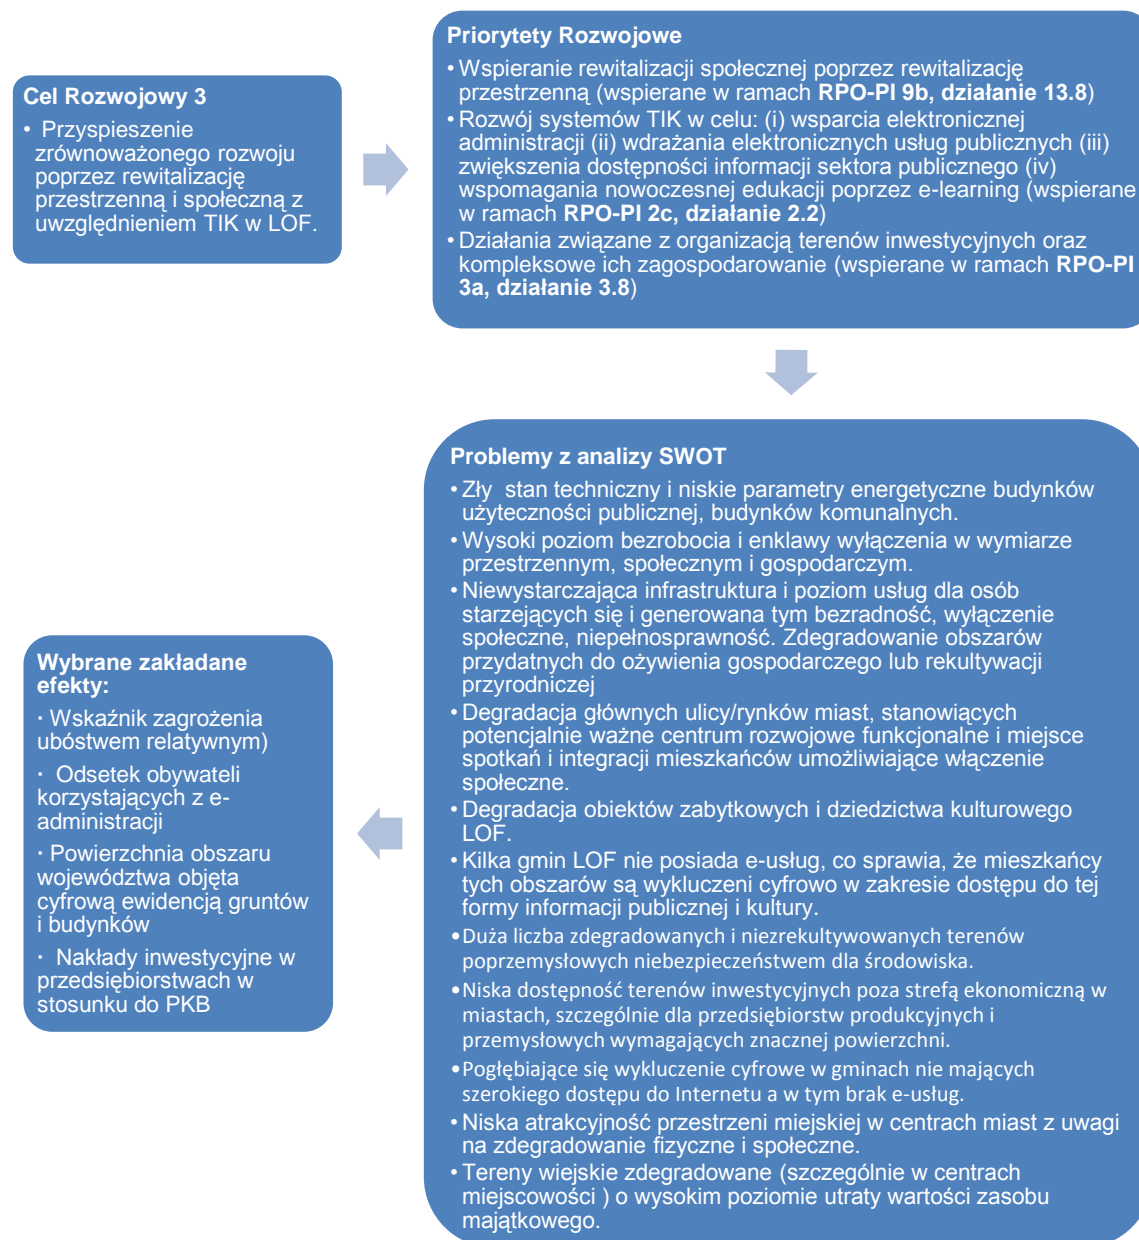 Cel Rozwojowy 3
• Przyspieszenie
zrównoważonego rozwoju
poprzez rewitalizację
przestrzenną i społeczną z
uwzględnieniem TIK w LOF.
Priorytety Rozwojowe
• Wspieranie rewitalizacji społecznej poprzez rewitalizację
przestrzenną (wspierane w ramach RPO-PI 9b, działanie 13.8)
• Rozwój systemów TIK w celu: (i) wsparcia elektronicznej
administracji (ii) wdrażania elektronicznych usług publicznych (iii)
zwiększenia dostępności informacji sektora publicznego (iv)
wspomagania nowoczesnej edukacji poprzez e-learning (wspierane
w ramach RPO-PI 2c, działanie 2.2)
• Działania związane z organizacją terenów inwestycyjnych oraz
kompleksowe ich zagospodarowanie (wspierane w ramach RPO-PI
3a, działanie 3.8)
Problemy z analizy SWOT
• Zły stan techniczny i niskie parametry energetyczne budynków
użyteczności publicznej, budynków komunalnych.
• Wysoki poziom bezrobocia i enklawy wyłączenia w wymiarze
przestrzennym, społecznym i gospodarczym.
• Niewystarczająca infrastruktura i poziom usług dla osób
starzejących się i generowana tym bezradność, wyłączenie
społeczne, niepełnosprawność. Zdegradowanie obszarów
przydatnych do ożywienia gospodarczego lub rekultywacji
przyrodniczej
• Degradacja głównych ulicy/rynków miast, stanowiących
potencjalnie ważne centrum rozwojowe funkcjonalne i miejsce
spotkań i integracji mieszkańców umożliwiające włączenie
społeczne.
• Degradacja obiektów zabytkowych i dziedzictwa kulturowego
LOF.
• Kilka gmin LOF nie posiada e-usług, co sprawia, że mieszkańcy
tych obszarów są wykluczeni cyfrowo w zakresie dostępu do tej
formy informacji publicznej i kultury.
• Duża liczba zdegradowanych i niezrekultywowanych terenów
poprzemysłowych niebezpieczeństwem dla środowiska.
• Niska dostępność terenów inwestycyjnych poza strefą ekonomiczną w
miastach, szczególnie dla przedsiębiorstw produkcyjnych i
przemysłowych wymagających znacznej powierzchni.
• Pogłębiające się wykluczenie cyfrowe w gminach nie mających
szerokiego dostępu do Internetu a w tym brak e-usług.
• Niska atrakcyjność przestrzeni miejskiej w centrach miast z uwagi
na zdegradowanie fizyczne i społeczne.
• Tereny wiejskie zdegradowane (szczególnie w centrach
miejscowości ) o wysokim poziomie utraty wartości zasobu
majątkowego.
Wybrane zakładane
efekty:
· Wskaźnik zagrożenia
ubóstwem relatywnym)
· Odsetek obywateli
korzystających z e-
administracji
· Powierzchnia obszaru
województwa objęta
cyfrową ewidencją gruntów
i budynków
· Nakłady inwestycyjne w
przedsiębiorstwach w
stosunku do PKB